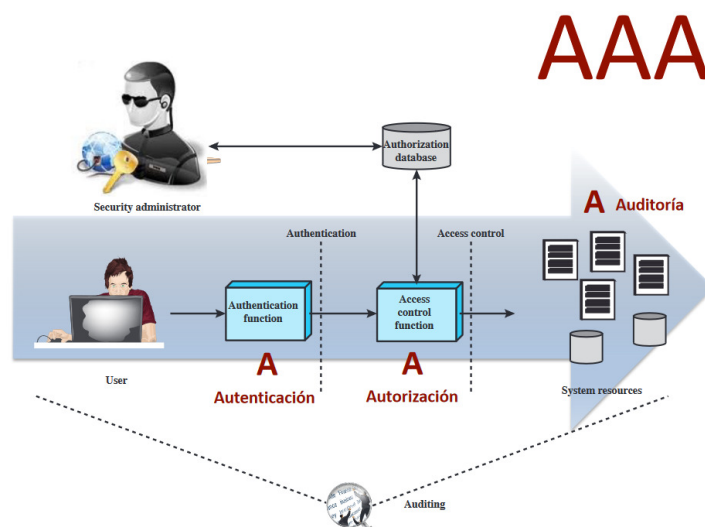 AAA
Authorization
database
Security administrator
Authentication
Access control
A Auditoría
Authentication
function
Access
control
function
User
A
Autenticación
A
Autorización
System resources
Auditing